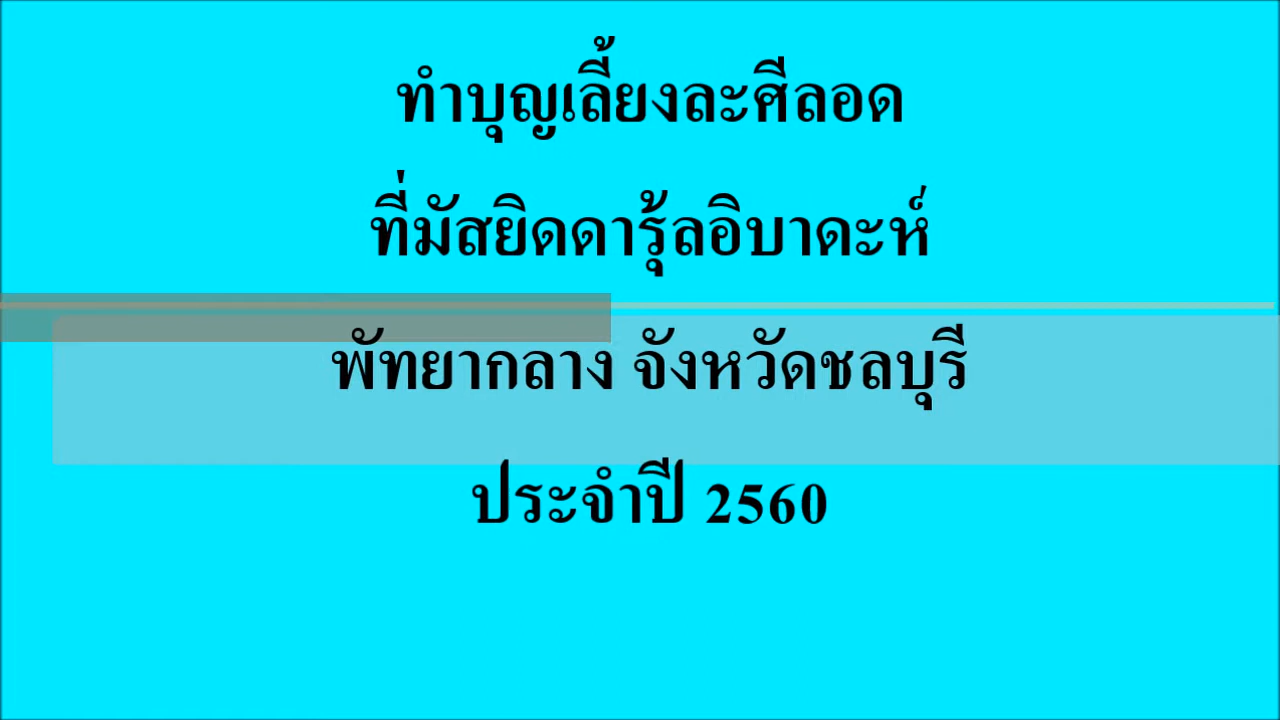 ทำบุญเลี้ยงละศีลอด
ที่มัสยิดดารุ้ลอิบาดะห์
พัทยากลาง จังหวัดชลบุรี
ประจำปี 2560